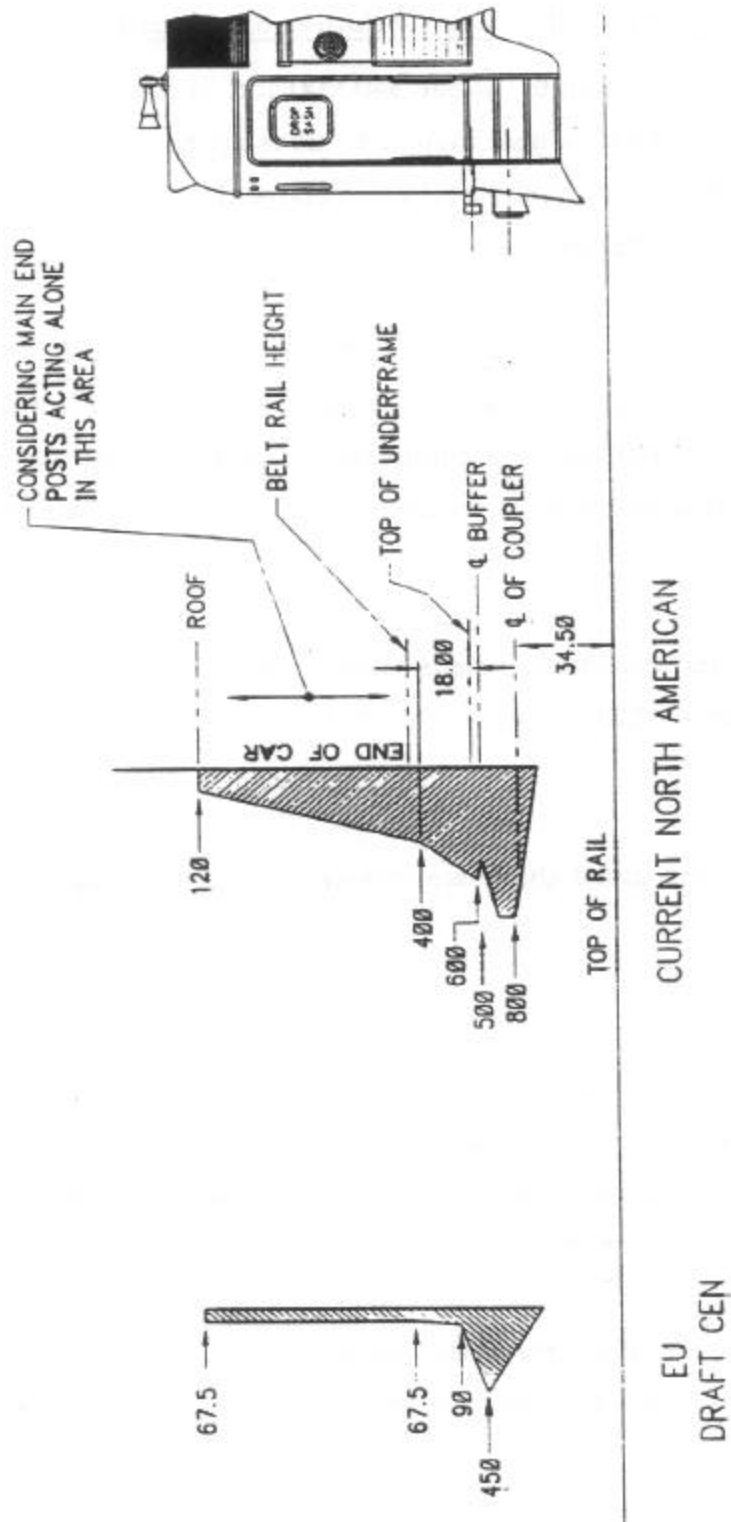 CONSIDERING MAIN END
POSTS ACTING ALONE
IN THIS AREA
DROP
SASH
ROOF
BELT RAIL HEIGHT
TOP OF UNDERFRAME
℄ BUFFER
℄ OF COUPLER
18.00
34.50
END OF CAR
120
400
600
500
800
TOP OF RAIL
CURRENT NORTH AMERICAN
67.5
67.5
90
450
EU
DRAFT CEN